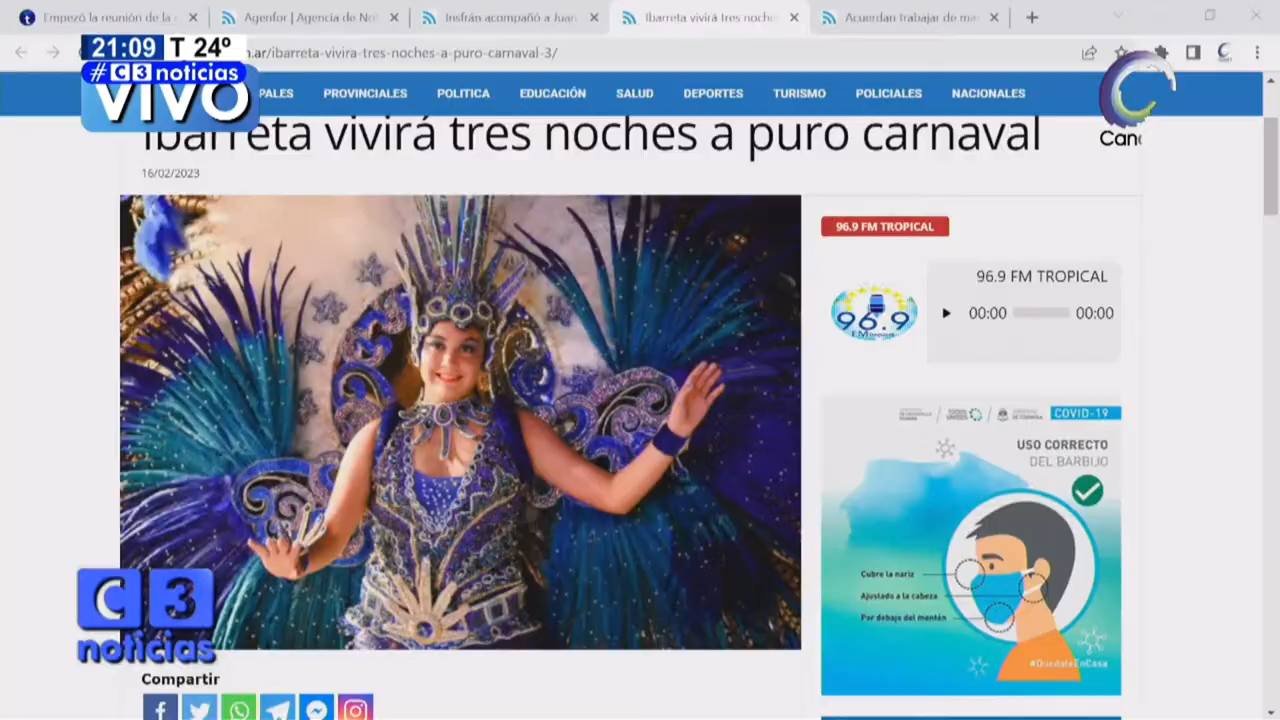 Empezó la reunión de la
Agenfor | Agencia de No
Insfrán acompañó a Juan
Ibarreta vivirá tres noche
Acuerdan trabajar de ma
21:09 T 24º
.ar/ibarreta-vivira-tres-noches-a-puro-carnaval-3/
#C3 noticias
VIVO
PALES
PROVINCIALES
POLITICA
EDUCACIÓN
SALUD
DEPORTES
TURISMO
POLICIALES
NACIONALES
Cana
Ibarreta vivirá tres noches a puro carnaval
16/02/2023
96.9 FM TROPICAL
96.9 FM TROPICAL
00:00 00:00
96.9
COVID-19
USO CORRECTO
DEL BARBIJO
Cubre la nariz
Ajustado a la cabeza
Por debajo del mentón
#QuedateEnCasa
C3
noticias
Compartir